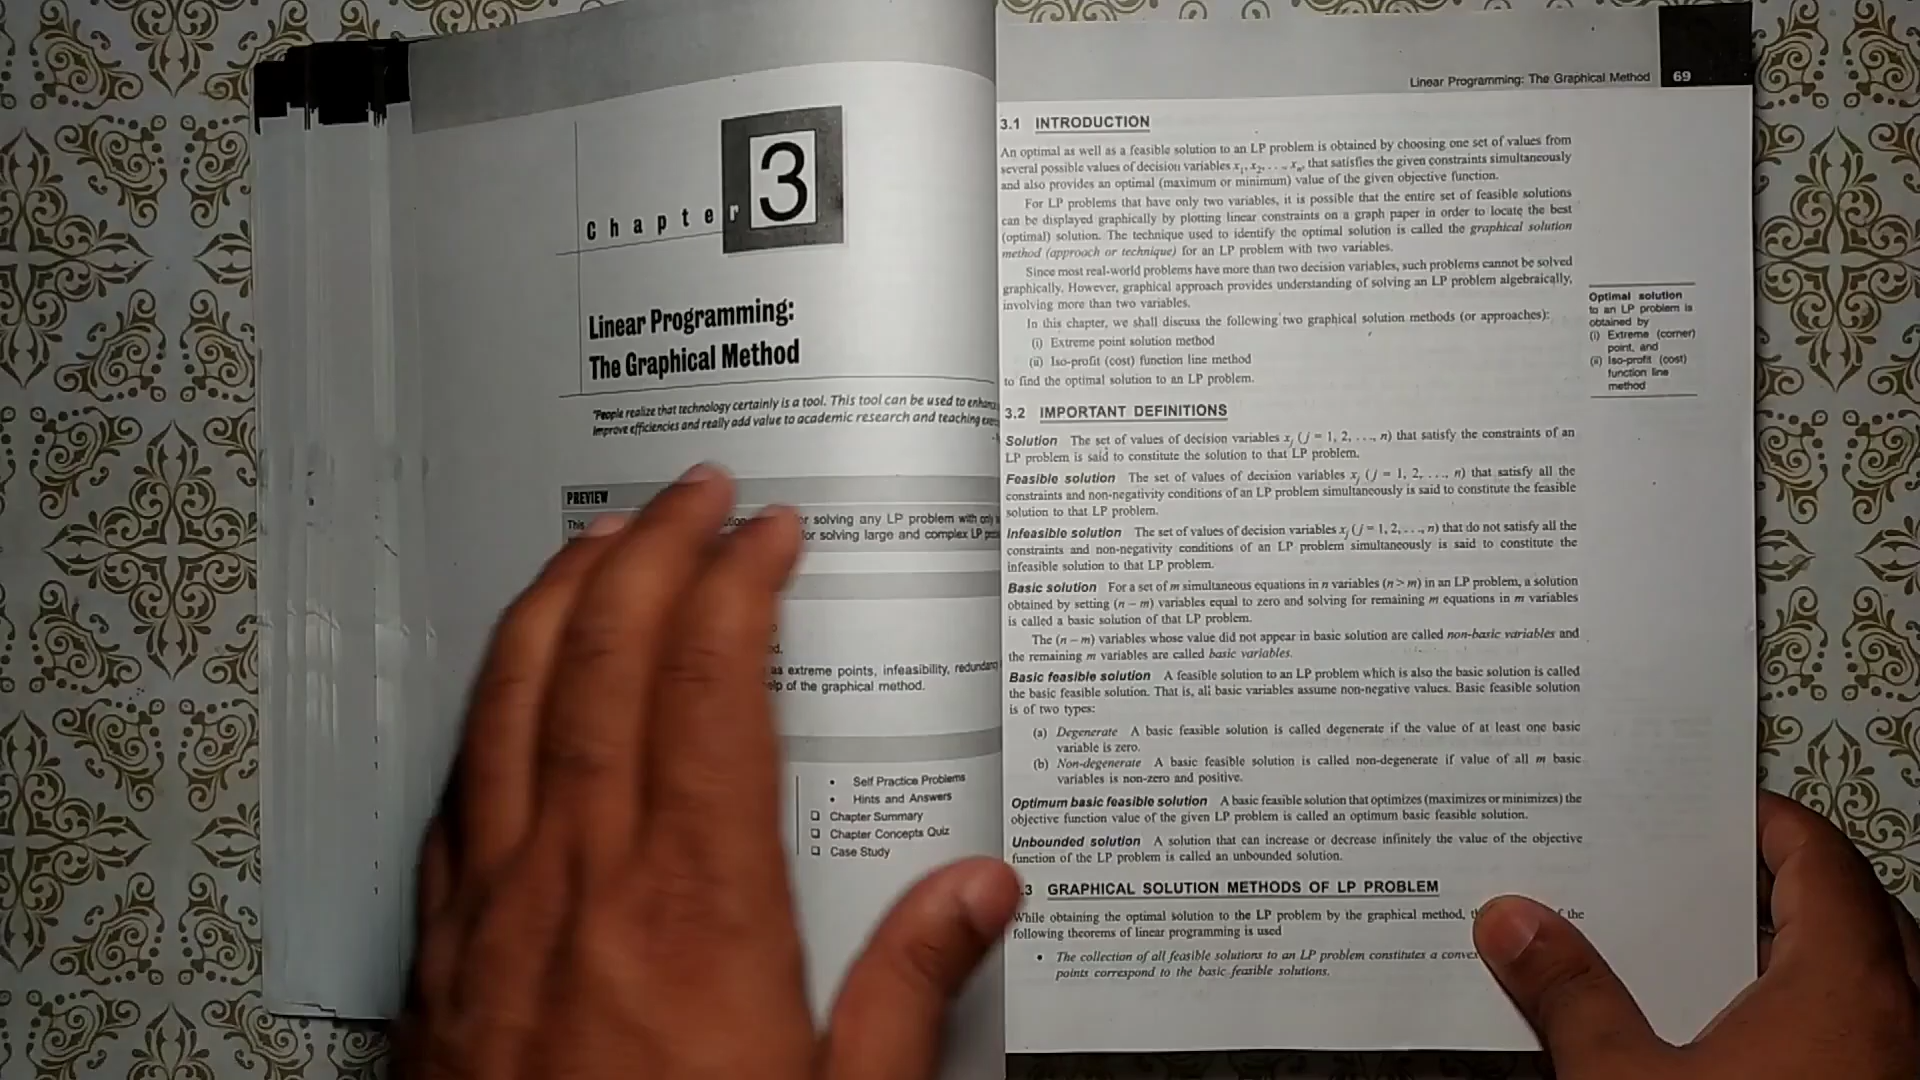 Chapter 3
Linear Programming:
The Graphical Method
"People realize that technology certainly is a tool. This tool can be used to
improve efficiencies and really add value to academic research and teaching
PREVIEW
This
for solving any LP problem with only
for solving large and complex LP
as extreme points, infeasibility,
of the graphical method.
• Self Practice Problems
• Hints and Answers
❑ Chapter Summary
❑ Chapter Concepts Quiz
❑ Case Study
Linear Programming: The Graphical Method 69
3.1 INTRODUCTION
An optimal as well as a feasible solution to an LP problem is obtained by choosing one set of values from
several possible values of decision variables x₁, x₂, . . ., xₙ, that satisfies the given constraints simultaneously
and also provides an optimal (maximum or minimum) value of the given objective function.
For LP problems that have only two variables, it is possible that the entire set of feasible solutions
can be displayed graphically by plotting linear constraints on a graph paper in order to locate the best
(optimal) solution. The technique used to identify the optimal solution is called the graphical solution
method (approach or technique) for an LP problem with two variables.
Since most real-world problems have more than two decision variables, such problems cannot be solved
graphically. However, graphical approach provides understanding of solving an LP problem algebraically,
involving more than two variables.
In this chapter, we shall discuss the following two graphical solution methods (or approaches):
(i) Extreme point solution method
(ii) Iso-profit (cost) function line method
to find the optimal solution to an LP problem.
Optimal solution
to an LP problem is
obtained by
(i) Extreme (corner)
point, and
(ii) Iso-profit (cost)
function line
method
3.2 IMPORTANT DEFINITIONS
Solution The set of values of decision variables xⱼ (j = 1, 2, . . ., n) that satisfy the constraints of an
LP problem is said to constitute the solution to that LP problem.
Feasible solution The set of values of decision variables xⱼ (j = 1, 2, . . ., n) that satisfy all the
constraints and non-negativity conditions of an LP problem simultaneously is said to constitute the feasible
solution to that LP problem.
Infeasible solution The set of values of decision variables xⱼ (j = 1, 2, . . ., n) that do not satisfy all the
constraints and non-negativity conditions of an LP problem simultaneously is said to constitute the
infeasible solution to that LP problem.
Basic solution For a set of m simultaneous equations in n variables (n > m) in an LP problem, a solution
obtained by setting (n – m) variables equal to zero and solving for remaining m equations in m variables
is called a basic solution of that LP problem.
The (n – m) variables whose value did not appear in basic solution are called non-basic variables and
the remaining m variables are called basic variables.
Basic feasible solution A feasible solution to an LP problem which is also the basic solution is called
the basic feasible solution. That is, all basic variables assume non-negative values. Basic feasible solution
is of two types:
(a) Degenerate A basic feasible solution is called degenerate if the value of at least one basic
variable is zero.
(b) Non-degenerate A basic feasible solution is called non-degenerate if value of all m basic
variables is non-zero and positive.
Optimum basic feasible solution A basic feasible solution that optimizes (maximizes or minimizes) the
objective function value of the given LP problem is called an optimum basic feasible solution.
Unbounded solution A solution that can increase or decrease infinitely the value of the objective
function of the LP problem is called an unbounded solution.
.3 GRAPHICAL SOLUTION METHODS OF LP PROBLEM
While obtaining the optimal solution to the LP problem by the graphical method, the
following theorems of linear programming is used
• The collection of all feasible solutions to an LP problem constitutes a convex
points correspond to the basic feasible solutions.